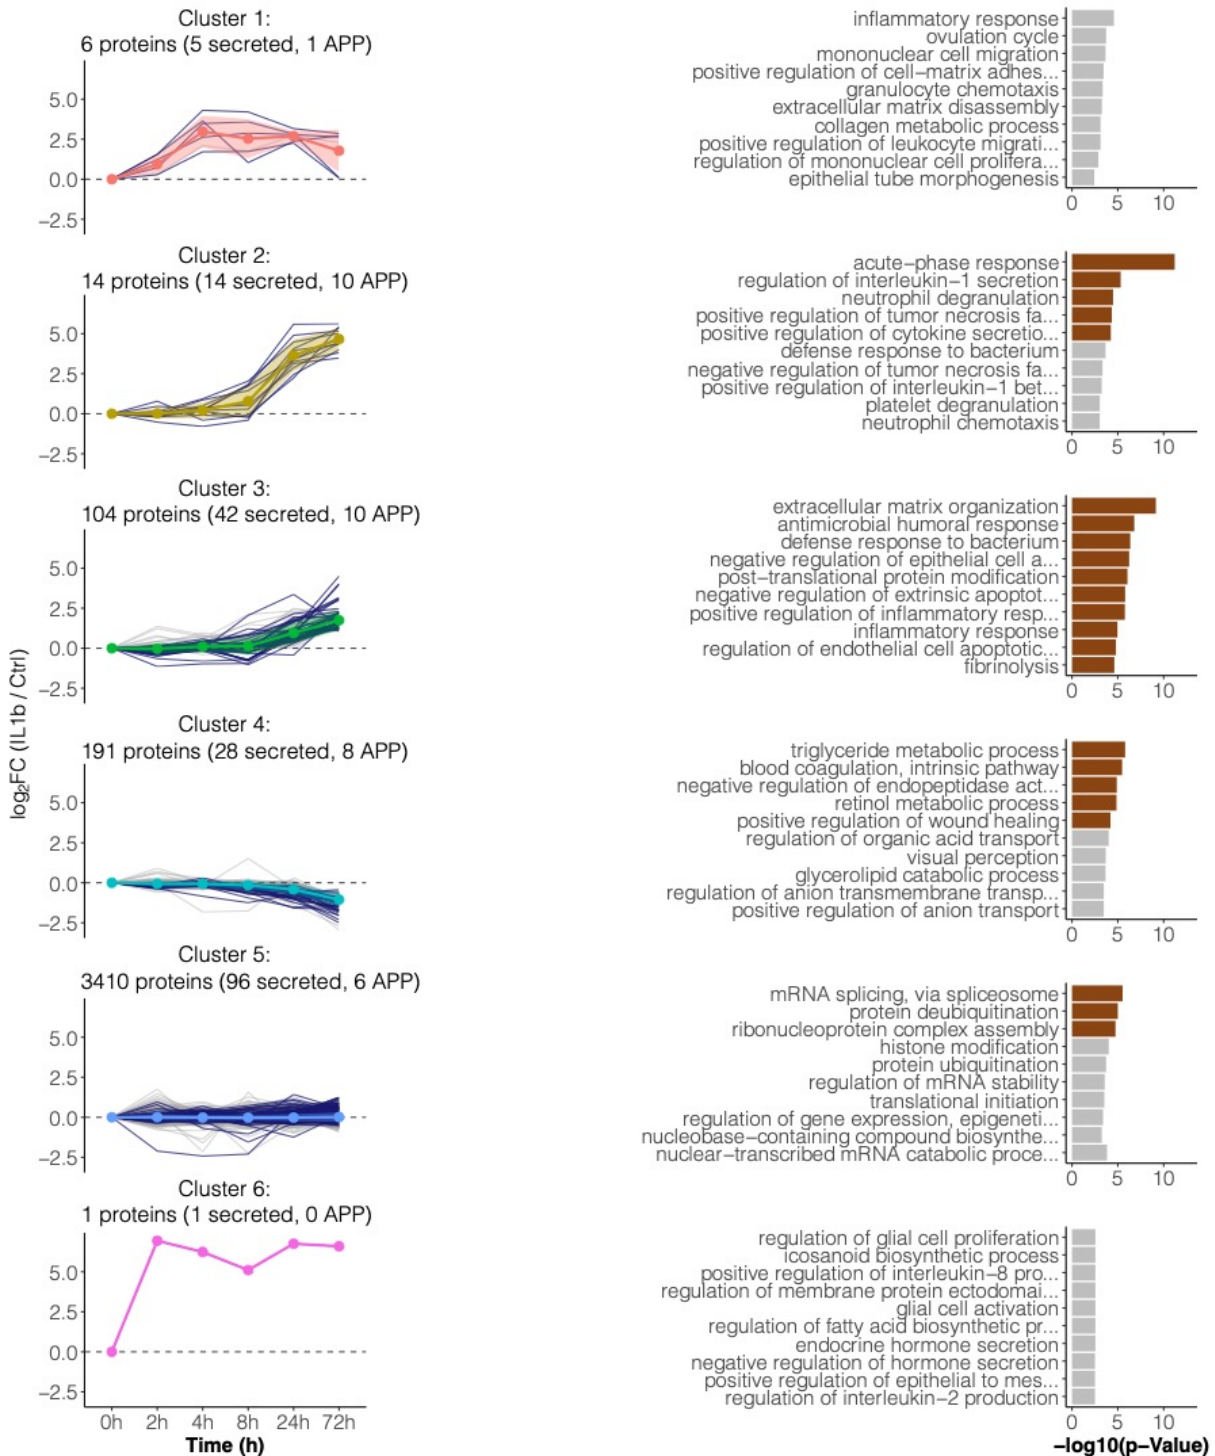 Cluster 1:
6 proteins (5 secreted, 1 APP)
5.0
2.5
0.0
−2.5
inflammatory response
ovulation cycle
mononuclear cell migration
positive regulation of cell−matrix adhes...
granulocyte chemotaxis
extracellular matrix disassembly
collagen metabolic process
positive regulation of leukocyte migrati...
regulation of mononuclear cell prolifera...
epithelial tube morphogenesis
0 5 10
Cluster 2:
14 proteins (14 secreted, 10 APP)
5.0
2.5
0.0
−2.5
acute−phase response
regulation of interleukin−1 secretion
neutrophil degranulation
positive regulation of tumor necrosis fa...
positive regulation of cytokine secretio...
defense response to bacterium
negative regulation of tumor necrosis fa...
positive regulation of interleukin−1 bet...
platelet degranulation
neutrophil chemotaxis
0 5 10
Cluster 3:
104 proteins (42 secreted, 10 APP)
5.0
2.5
0.0
−2.5
extracellular matrix organization
antimicrobial humoral response
defense response to bacterium
negative regulation of epithelial cell a...
post−translational protein modification
negative regulation of extrinsic apoptot...
positive regulation of inflammatory resp...
inflammatory response
regulation of endothelial cell apoptotic...
fibrinolysis
0 5 10
log2FC (IL1b / Ctrl)
Cluster 4:
191 proteins (28 secreted, 8 APP)
5.0
2.5
0.0
−2.5
triglyceride metabolic process
blood coagulation, intrinsic pathway
negative regulation of endopeptidase act...
retinol metabolic process
positive regulation of wound healing
regulation of organic acid transport
visual perception
glycerolipid catabolic process
regulation of anion transmembrane transp...
positive regulation of anion transport
0 5 10
Cluster 5:
3410 proteins (96 secreted, 6 APP)
5.0
2.5
0.0
−2.5
mRNA splicing, via spliceosome
protein deubiquitination
ribonucleoprotein complex assembly
histone modification
protein ubiquitination
regulation of mRNA stability
translational initiation
regulation of gene expression, epigeneti...
nucleobase−containing compound biosynthe...
nuclear−transcribed mRNA catabolic proce...
0 5 10
Cluster 6:
1 proteins (1 secreted, 0 APP)
5.0
2.5
0.0
−2.5
0h 2h 4h 8h 24h 72h
Time (h)
regulation of glial cell proliferation
icosanoid biosynthetic process
positive regulation of interleukin−8 pro...
regulation of membrane protein ectodomai...
glial cell activation
regulation of fatty acid biosynthetic pr...
endocrine hormone secretion
negative regulation of hormone secretion
positive regulation of epithelial to mes...
regulation of interleukin−2 production
0 5 10
−log10(p−Value)